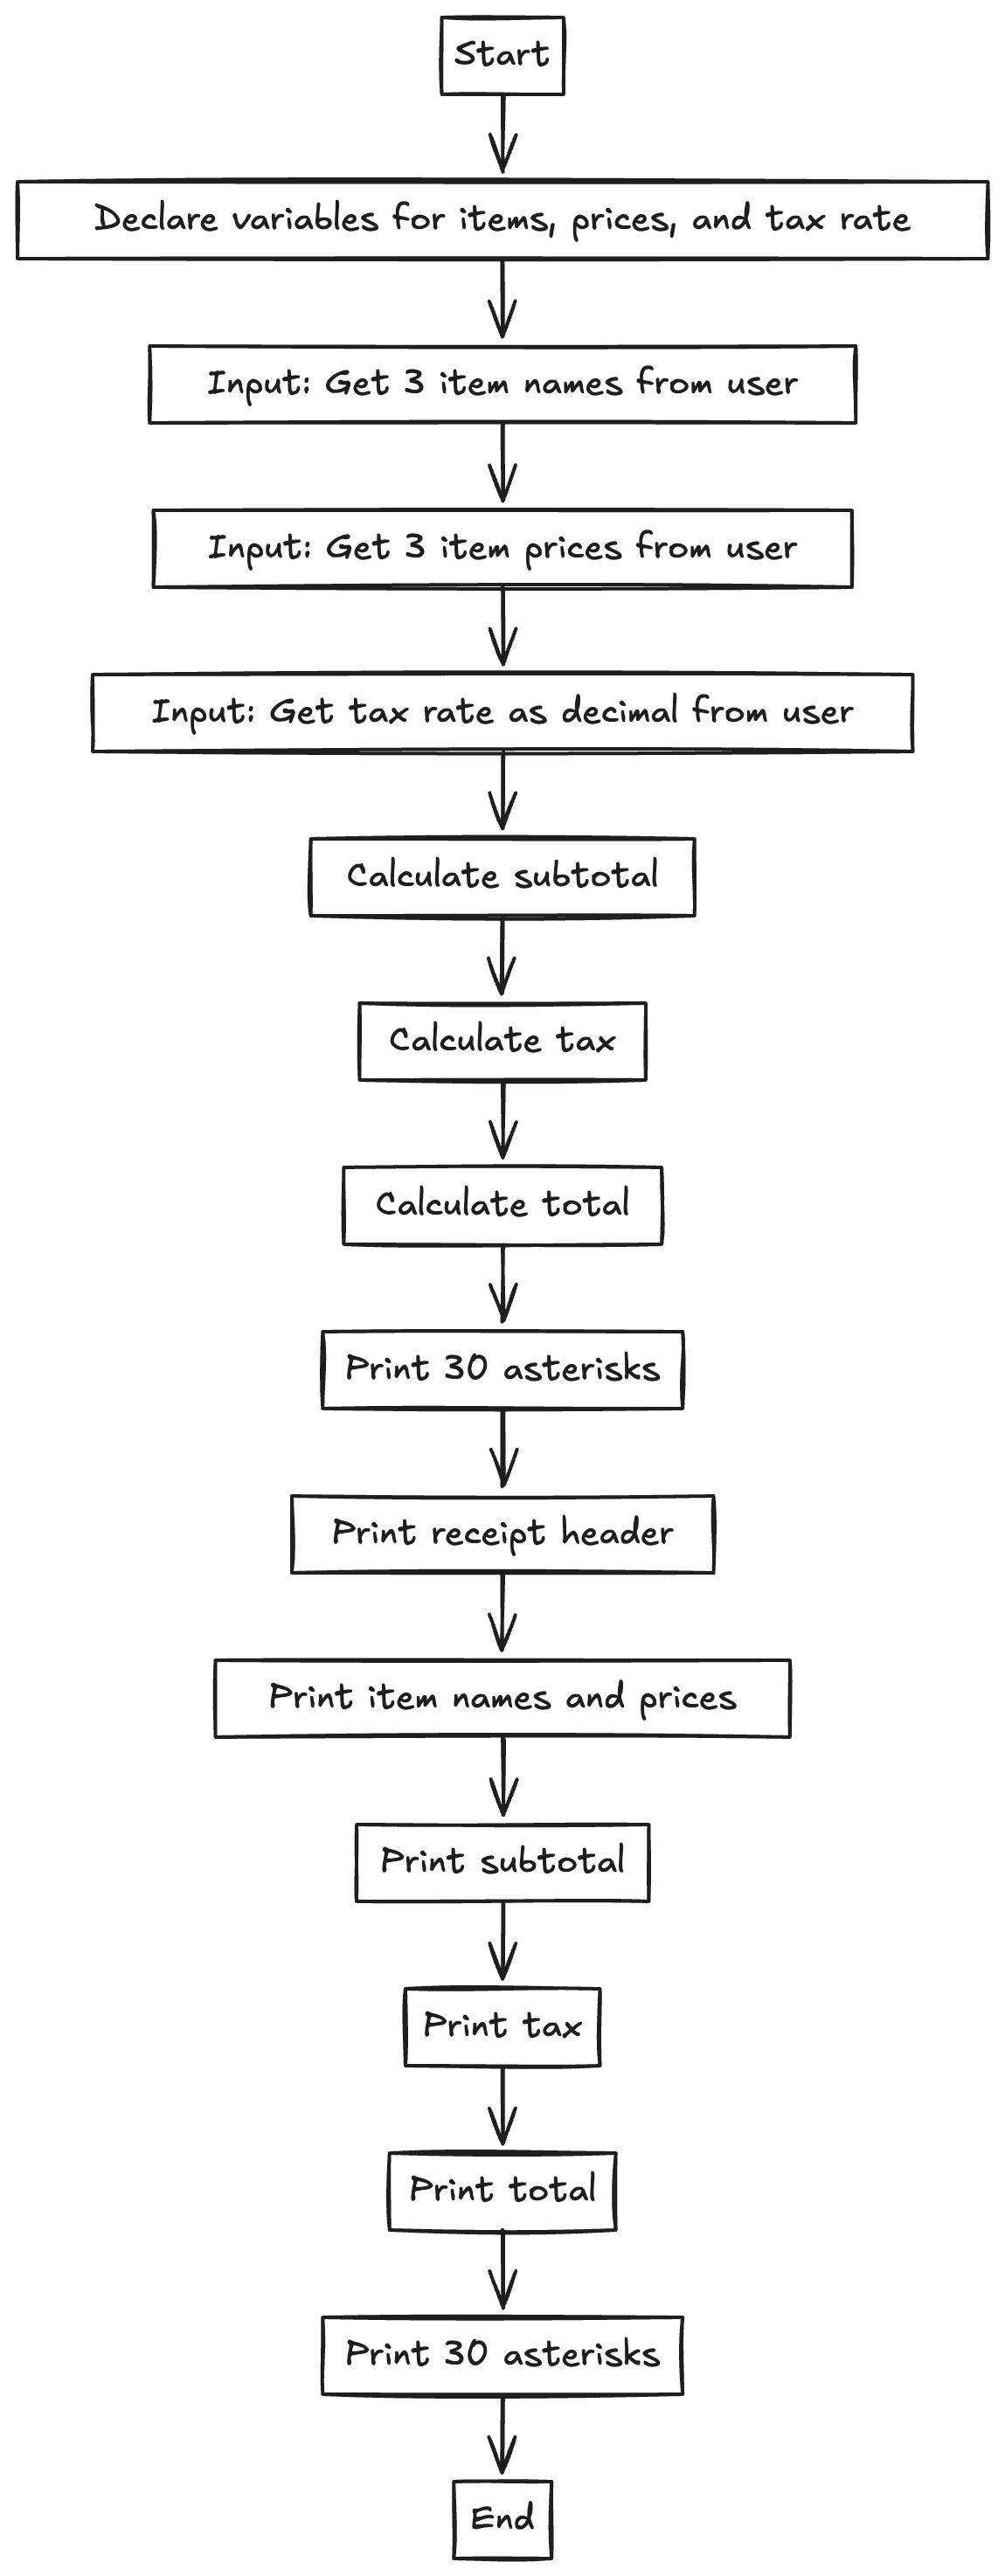 Start
Declare variables for items, prices, and tax rate
Input: Get 3 item names from user
Input: Get 3 item prices from user
Input: Get tax rate as decimal from user
Calculate subtotal
Calculate tax
Calculate total
Print 30 asterisks
Print receipt header
Print item names and prices
Print subtotal
Print tax
Print total
Print 30 asterisks
End